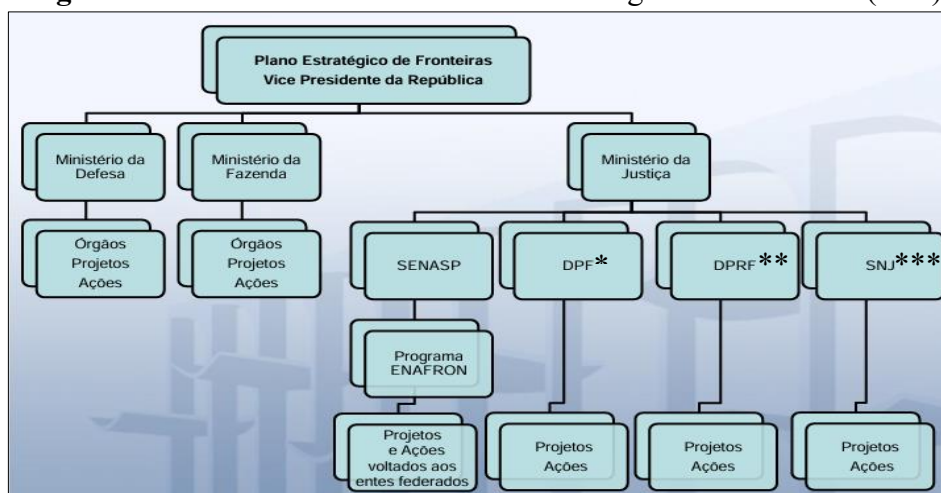 Plano Estratégico de Fronteiras
Vice Presidente da República
Ministério da
Defesa
Ministério da
Fazenda
Ministério da
Justiça
Órgãos
Projetos
Ações
Órgãos
Projetos
Ações
SENASP
DPF*
DPRF**
SNJ***
Programa
ENAFRON
Projetos
e Ações
voltados aos
entes federados
Projetos
Ações
Projetos
Ações
Projetos
Ações